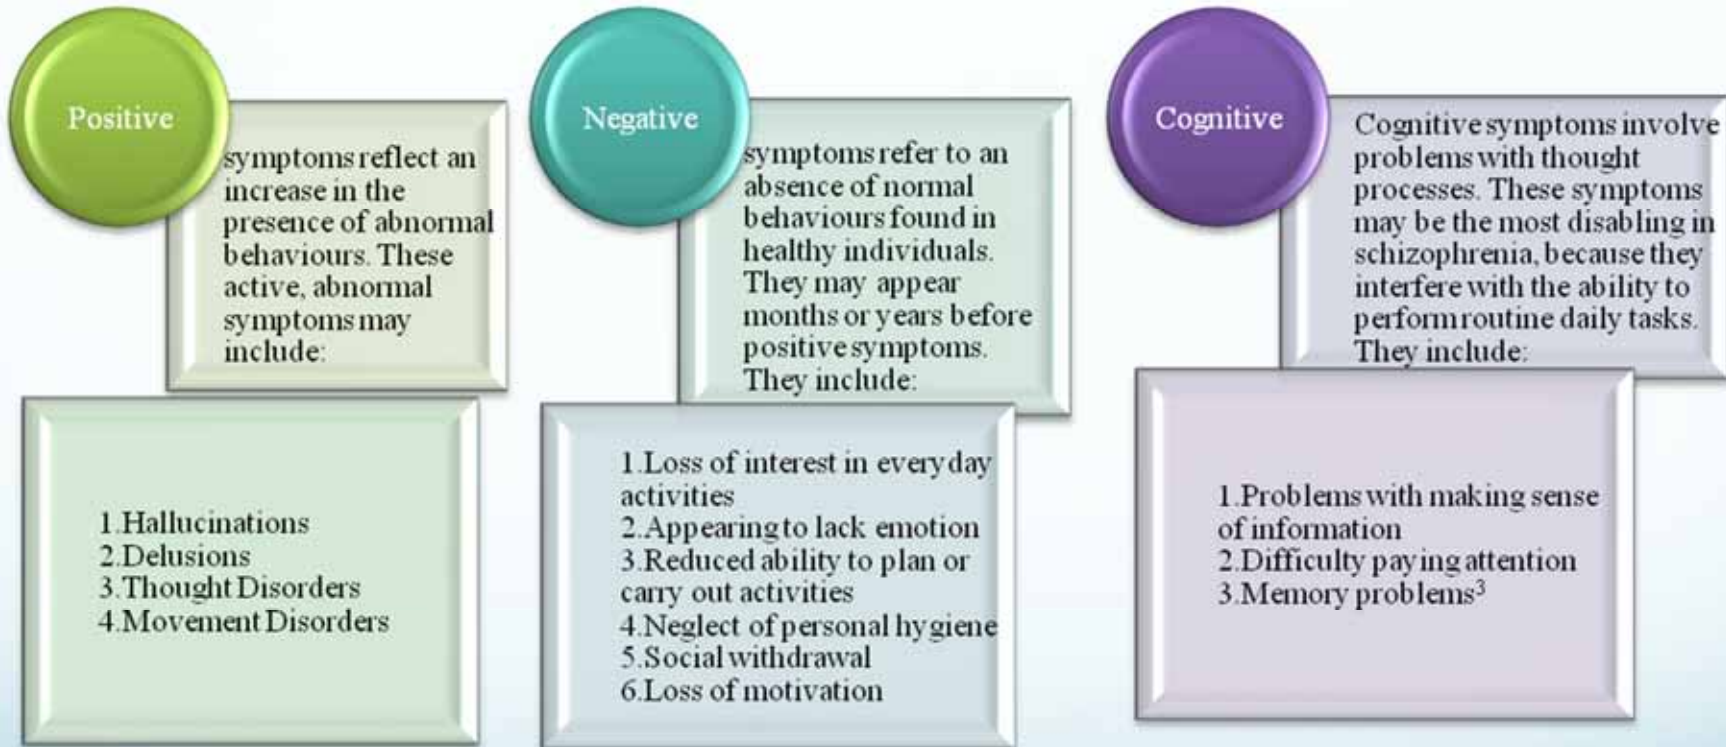 Positive
symptoms reflect an
increase in the
presence of abnormal
behaviours. These
active, abnormal
symptoms may
include:
1.Hallucinations
2.Delusions
3.Thought Disorders
4.Movement Disorders
Negative
symptoms refer to an
absence of normal
behaviours found in
healthy individuals.
They may appear
months or years before
positive symptoms.
They include:
1.Loss of interest in everyday
activities
2.Appearing to lack emotion
3.Reduced ability to plan or
carry out activities
4.Neglect of personal hygiene
5.Social withdrawal
6.Loss of motivation
Cognitive
Cognitive symptoms involve
problems with thought
processes. These symptoms
may be the most disabling in
schizophrenia, because they
interfere with the ability to
perform routine daily tasks.
They include:
1.Problems with making sense
of information
2.Difficulty paying attention
3.Memory problems³